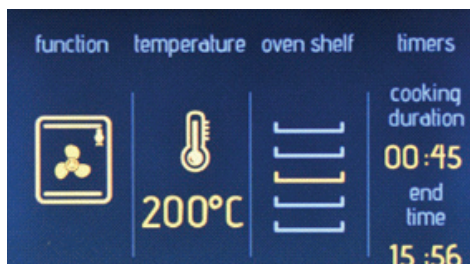 function temperature oven shelf timers
cooking
duration
00:45
200°C
end
time
15:56